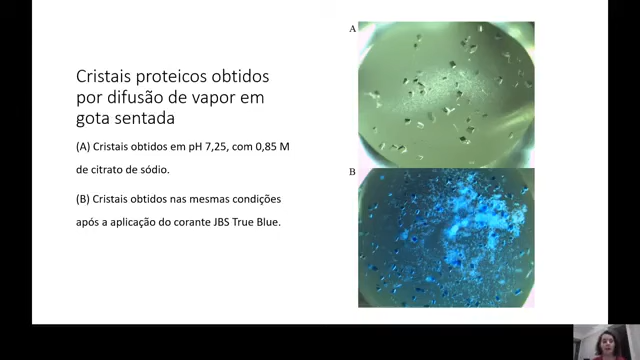 Cristais proteicos obtidos
por difusão de vapor em
gota sentada
(A) Cristais obtidos em pH 7,25, com 0,85 M
de citrato de sódio.
(B) Cristais obtidos nas mesmas condições
após a aplicação do corante JBS True Blue.
A
B